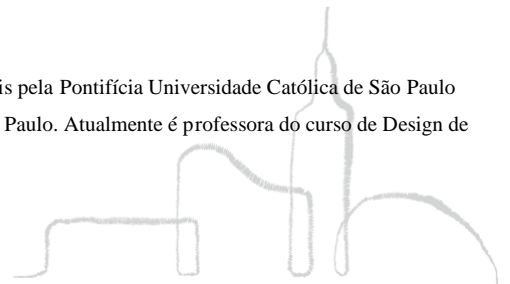 is pela Pontifícia Universidade Católica de São Paulo
Paulo. Atualmente é professora do curso de Design de